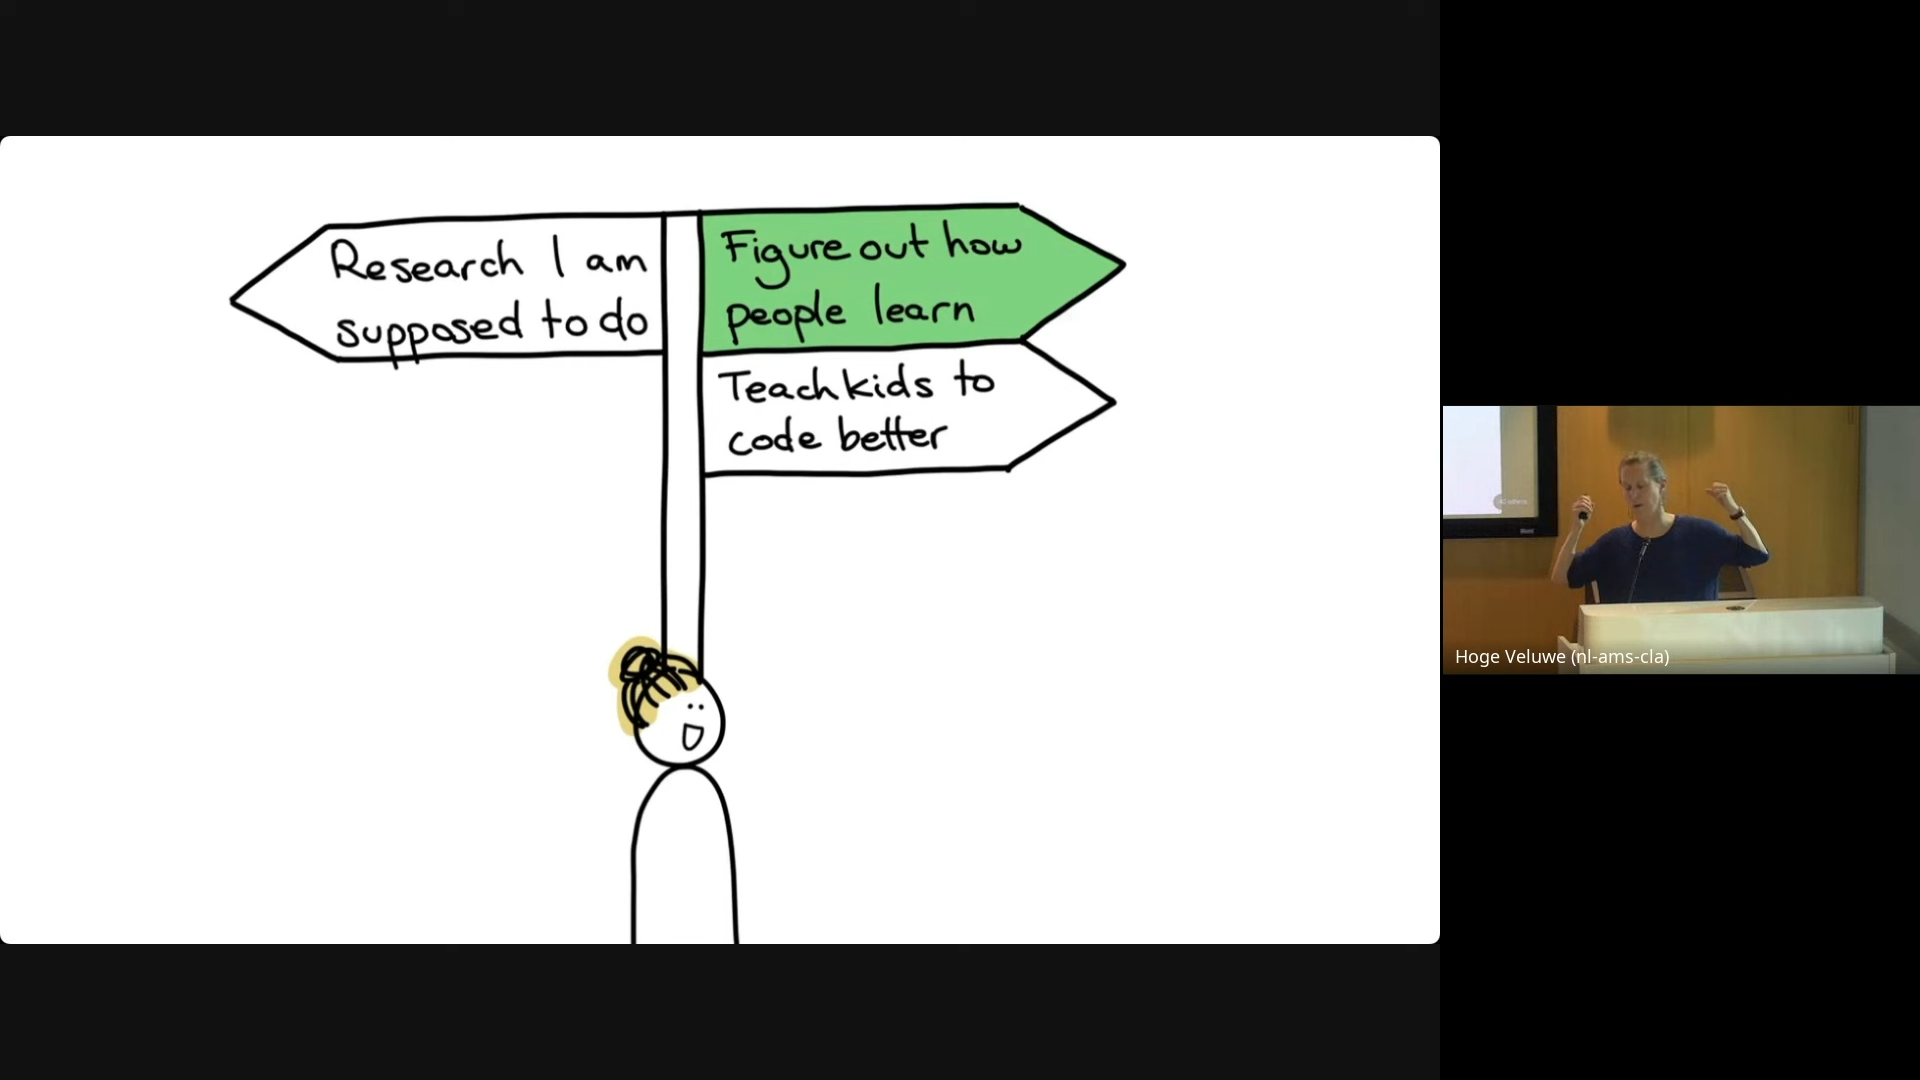 Research I am
supposed to do
Figure out how
people learn
Teach kids to
code better
Hoge Veluwe (nl-ams-cla)